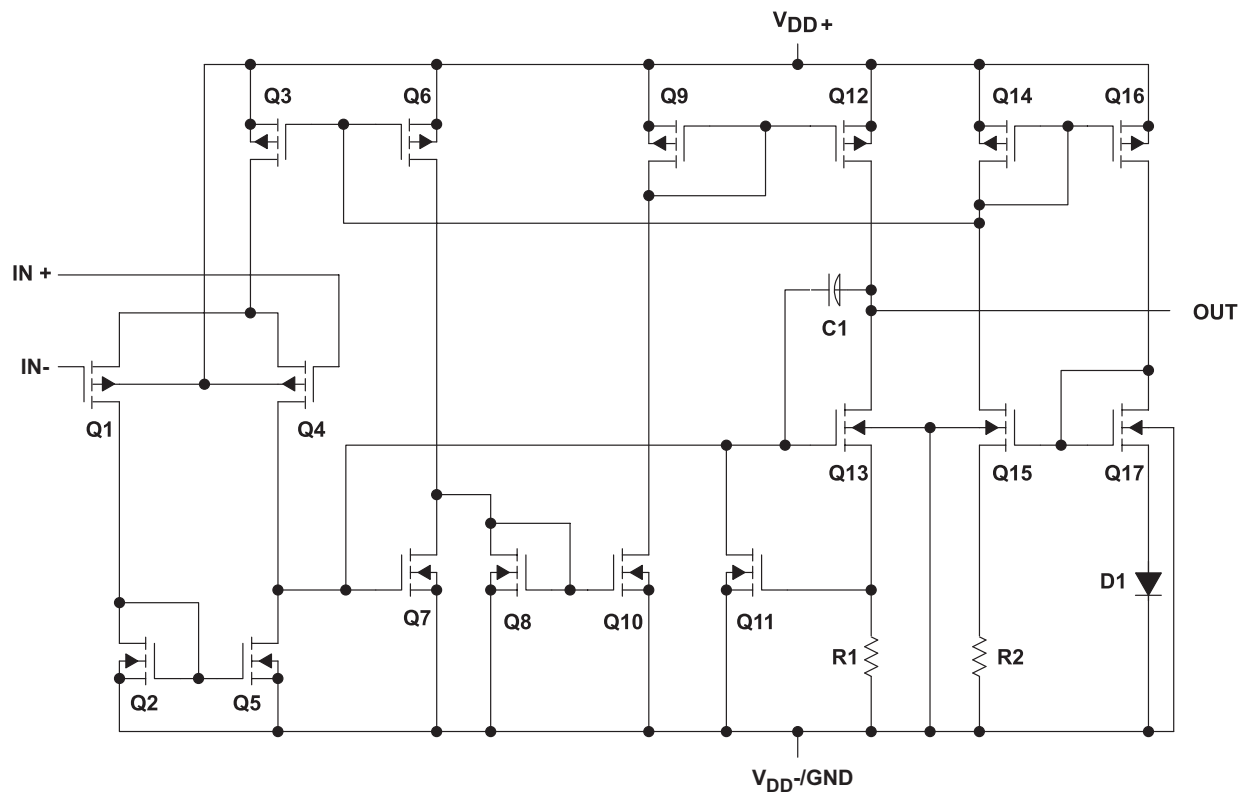 VDD +
Q3
Q6
Q9
Q12
Q14
Q16
IN +
C1
OUT
IN-
Q1
Q4
Q13
Q15
Q17
Q7
Q8
Q10
Q11
D1
R1
R2
Q2
Q5
VDD-/GND